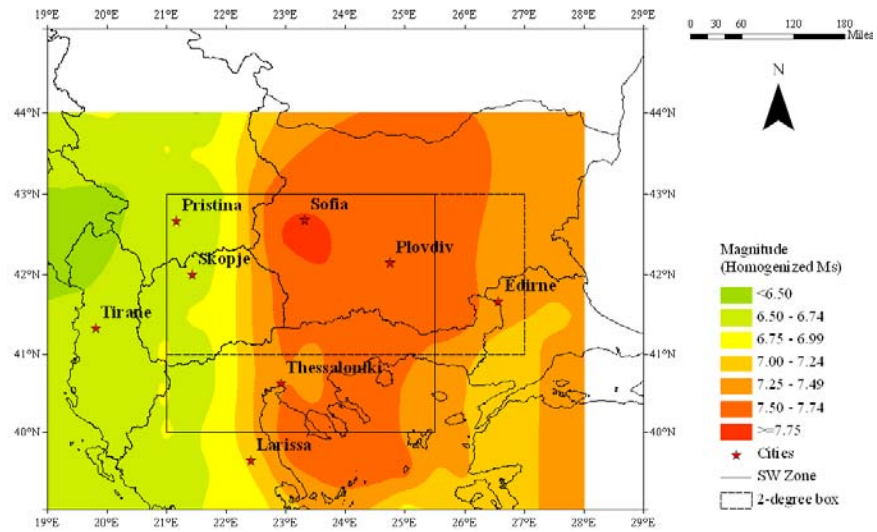 19°E 20°E 21°E 22°E 23°E 24°E 25°E 26°E 27°E 28°E 29°E
0 30 60 120 180
Miles
N
44°N 44°N
43°N 43°N
Pristina Sofia
Plovdiv
Skopje
42°N 42°N
Edirne
Tirane
41°N 41°N
Thessaloniki
40°N 40°N
Larissa
19°E 20°E 21°E 22°E 23°E 24°E 25°E 26°E 27°E 28°E 29°E
Magnitude
(Homogenized Ms)
<6.50
6.50 - 6.74
6.75 - 6.99
7.00 - 7.24
7.25 - 7.49
7.50 - 7.74
>=7.75
Cities
SW Zone
2-degree box